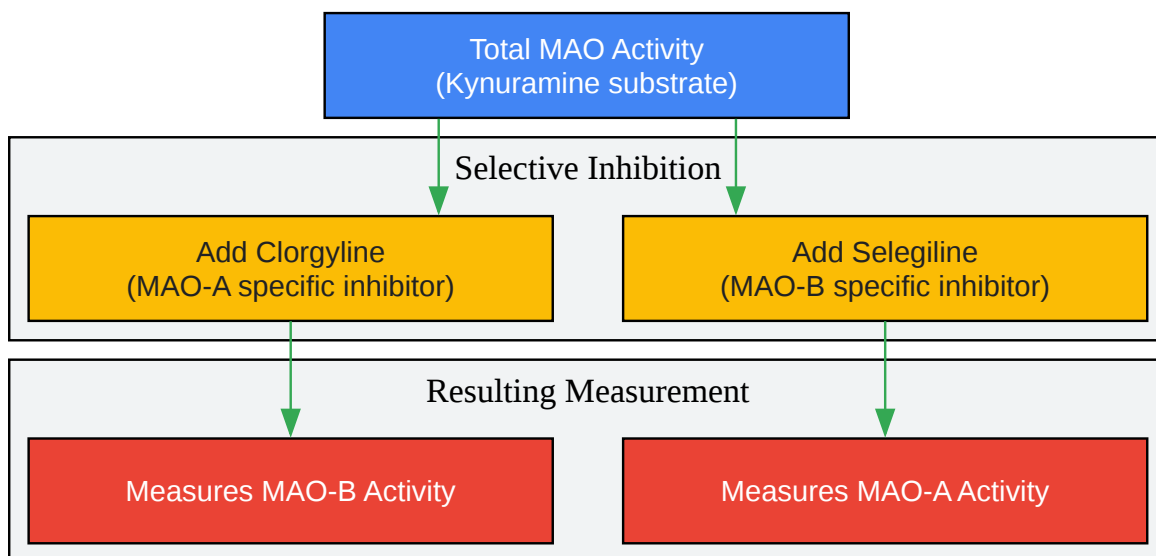 Total MAO Activity
(Kynuramine substrate)
Selective Inhibition
Add Clorgyline
(MAO-A specific inhibitor)
Add Selegiline
(MAO-B specific inhibitor)
Resulting Measurement
Measures MAO-B Activity
Measures MAO-A Activity